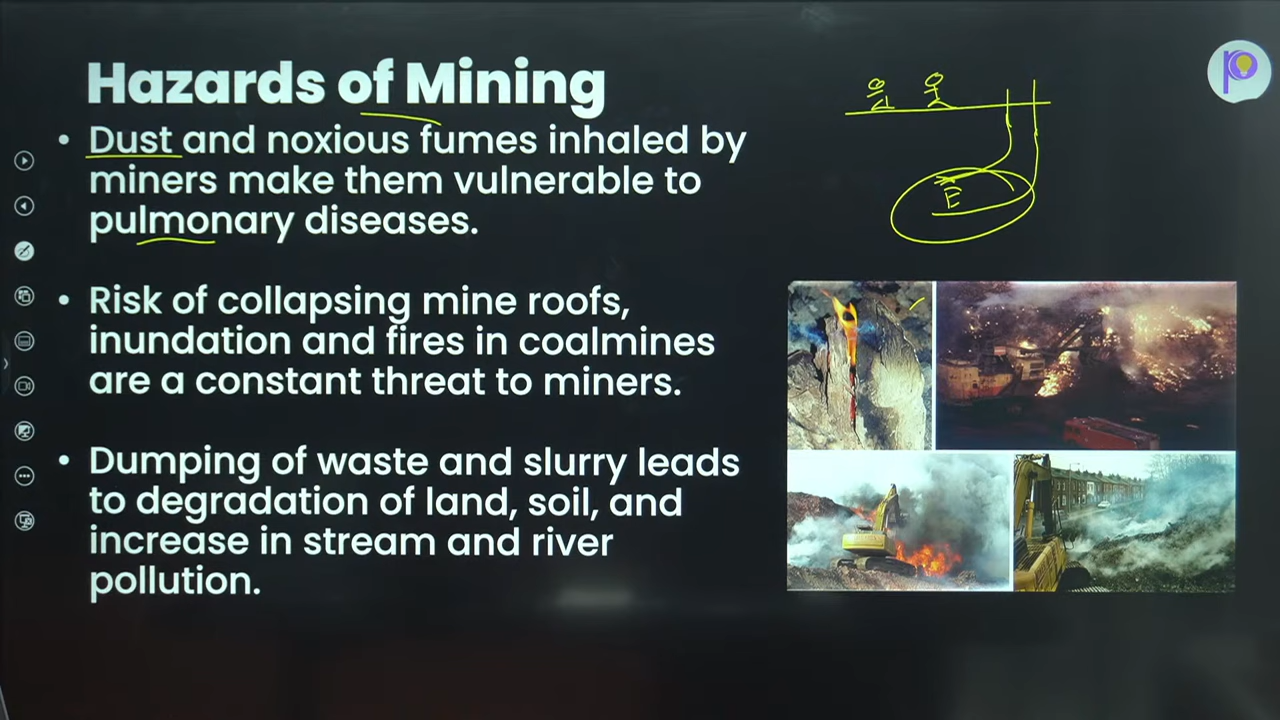 Hazards of Mining
• Dust and noxious fumes inhaled by
miners make them vulnerable to
pulmonary diseases.
• Risk of collapsing mine roofs,
inundation and fires in coalmines
are a constant threat to miners.
• Dumping of waste and slurry leads
to degradation of land, soil, and
increase in stream and river
pollution.
E